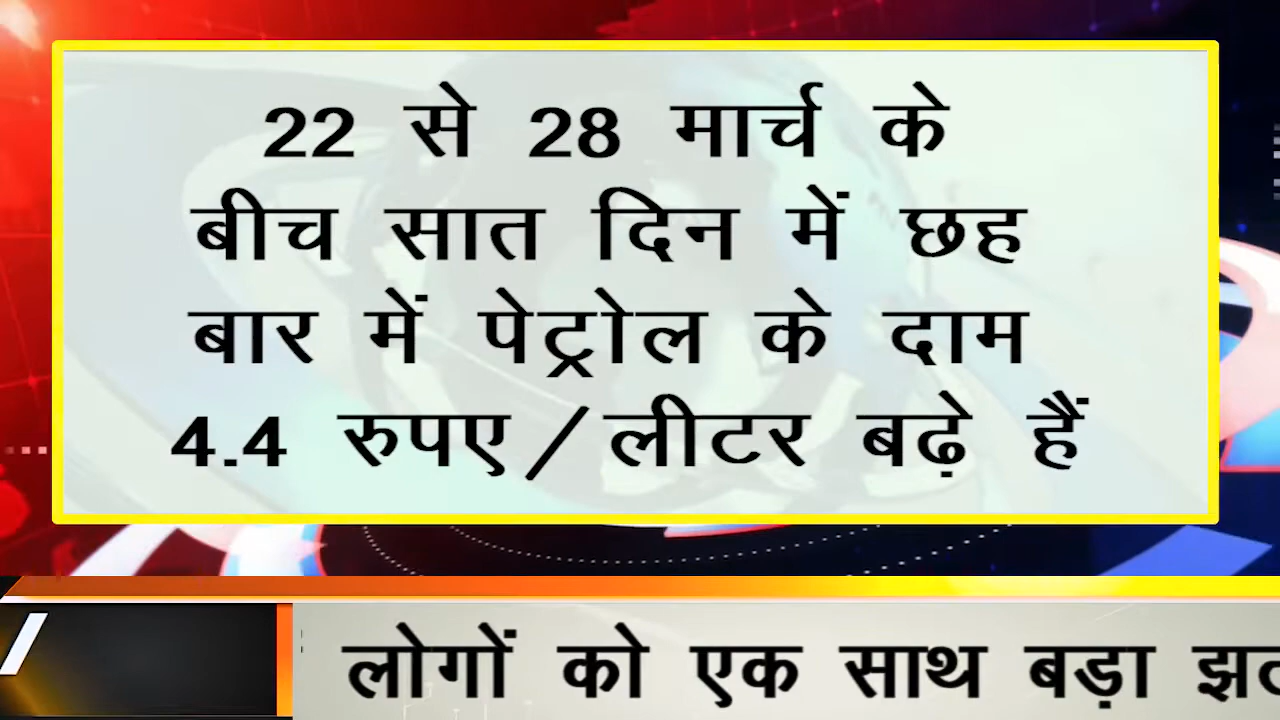 22 से 28 मार्च के
बीच सात दिन में छह
बार में पेट्रोल के दाम
4.4 रुपए/लीटर बढ़े हैं
लोगों को एक साथ बड़ा